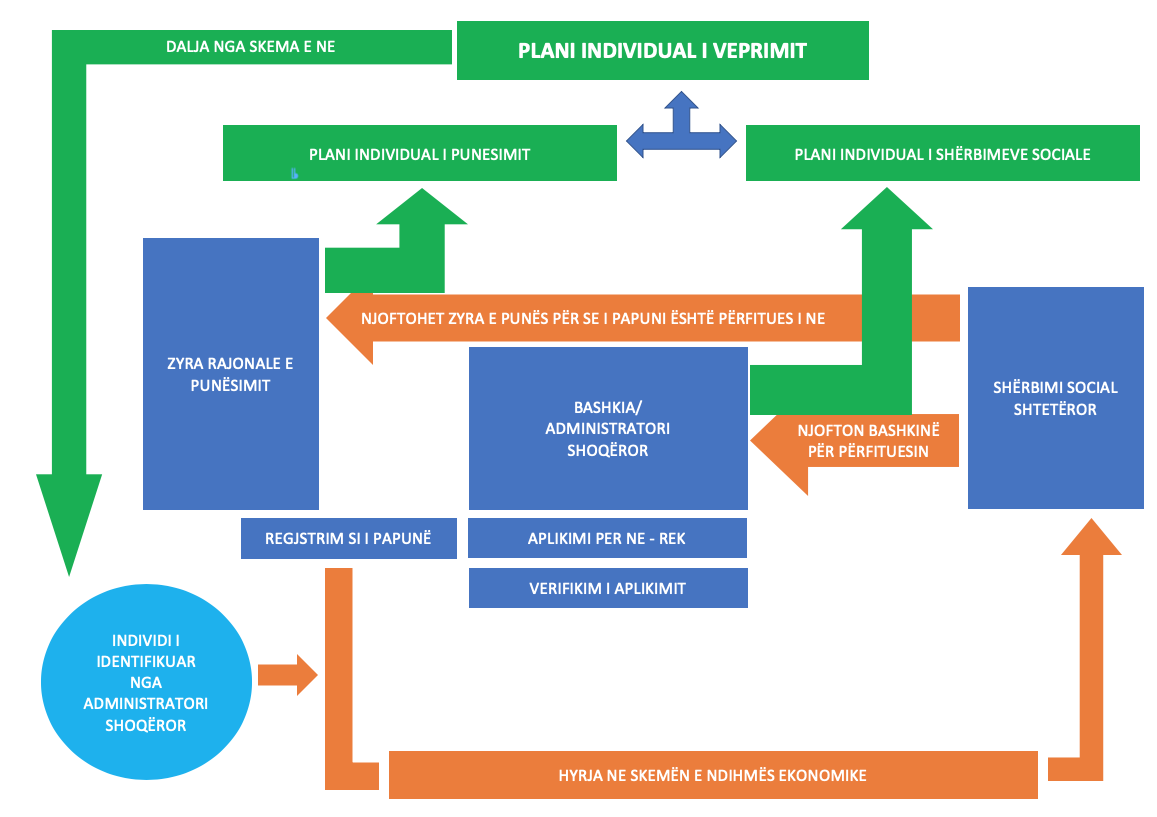 DALJA NGA SKEMA E NE
PLANI INDIVIDUAL I VEPRIMIT
PLANI INDIVIDUAL I PUNESIMIT
PLANI INDIVIDUAL I SHËRBIMEVE SOCIALE
NJOFTOHET ZYRA E PUNËS PËR SE I PAPUNI ËSHTË PËRFITUES I NE
ZYRA RAJONALE E
PUNËSIMIT
BASHKIA/
ADMINISTRATORI
SHOQËROR
SHËRBIMI SOCIAL
SHTETËROR
NJOFTON BASHKINË
PËR PËRFITUESIN
REGJSTRIM SI I PAPUNË
APLIKIMI PER NE - REK
VERIFIKIM I APLIKIMIT
INDIVIDI I
IDENTIFIKUAR
NGA
ADMINISTRATORI
SHOQËROR
HYRJA NE SKEMËN E NDIHMËS EKONOMIKE